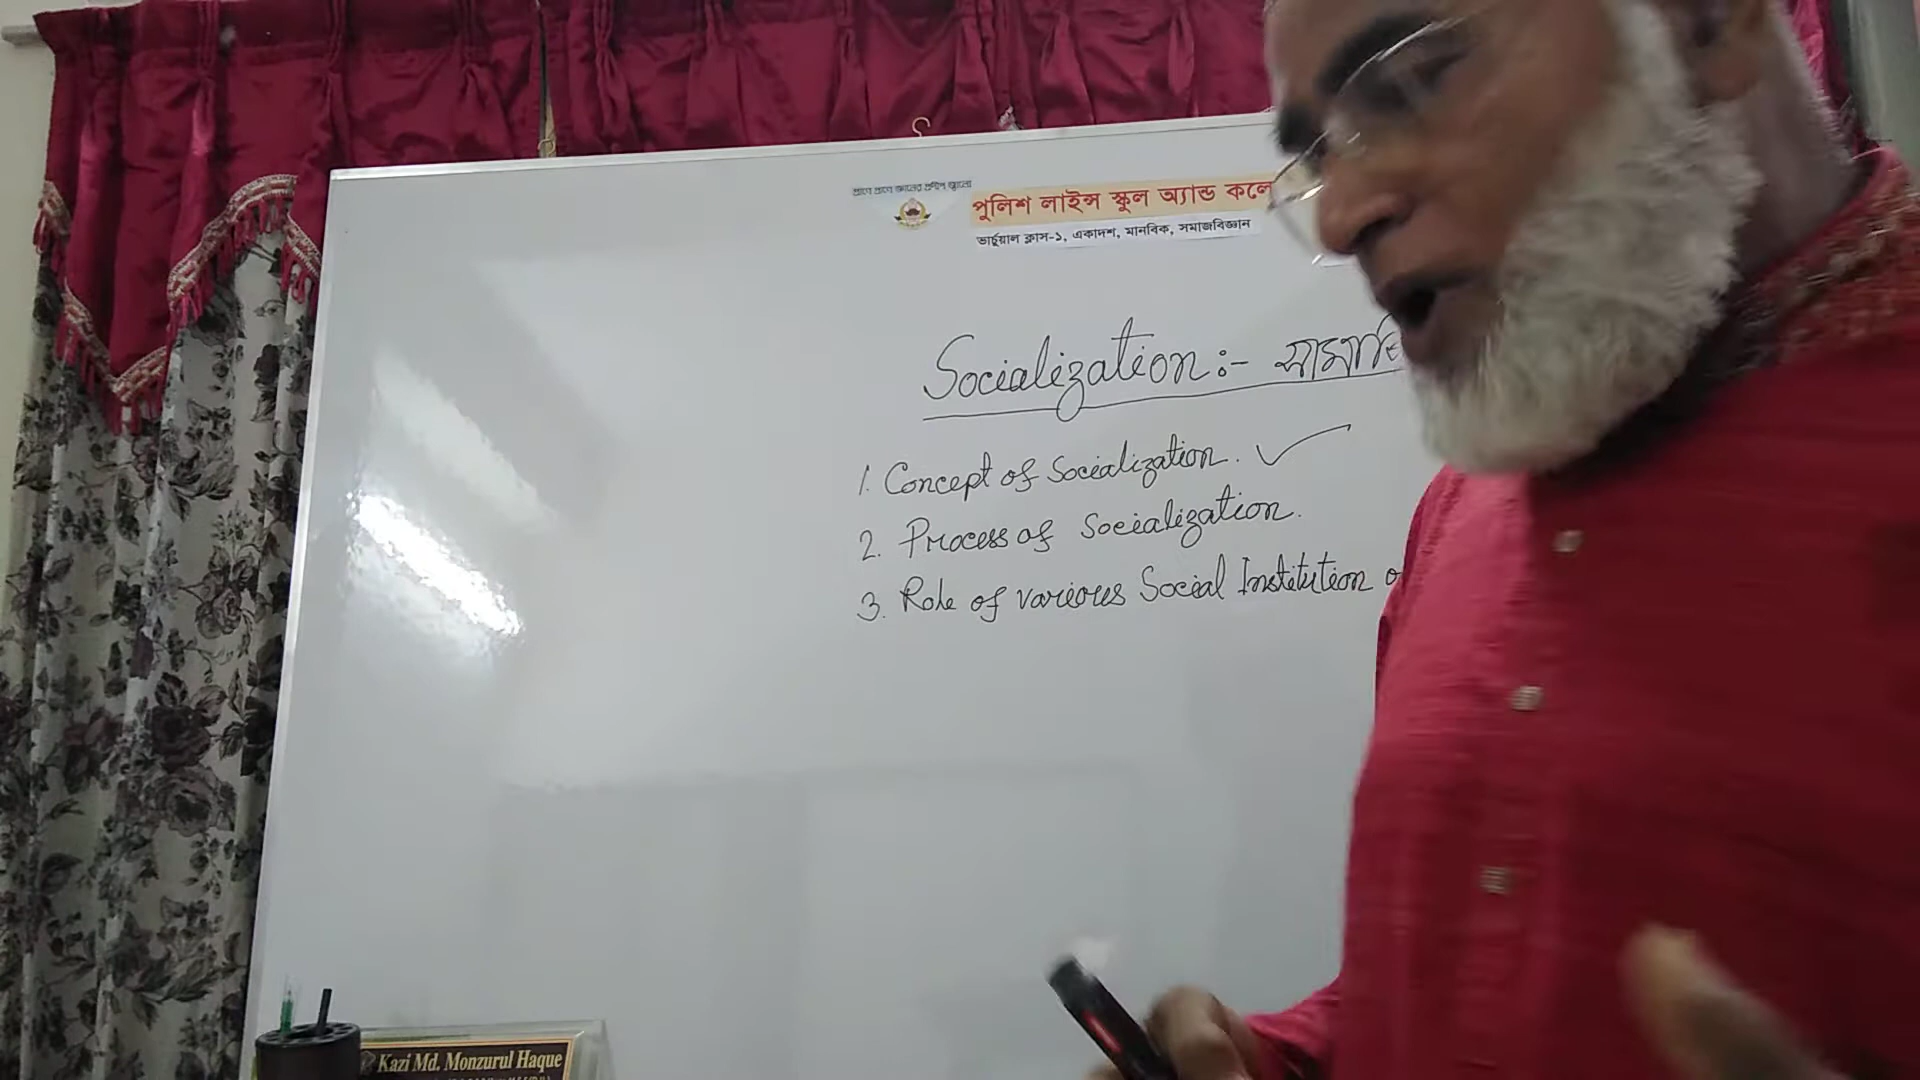 প্রাণে প্রাণে জ্ঞানের প্রদীপ জ্বালো
পুলিশ লাইন্স স্কুল অ্যান্ড কলে
ভার্চুয়াল ক্লাস-১, একাদশ, মানবিক, সমাজবিজ্ঞান
Socialization:- সামাজি
1. Concept of Socialization. ✓
2. Process of Socialization.
3. Role of various Social Institution o
Kazi Md. Monzurul Haque